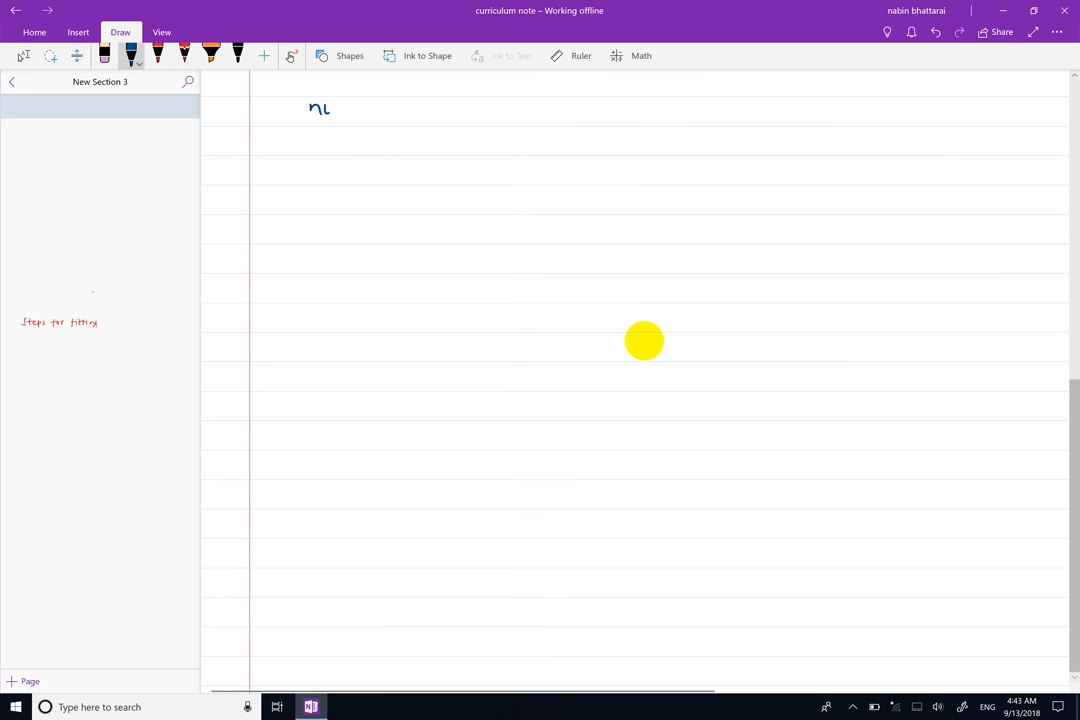 curriculum note – Working offline
nabin bhattarai
Home Insert Draw View
Share
Shapes Ink to Shape Ink to Text Ruler Math
New Section 3
Steps for fitting
+ Page
Type here to search
ENG
4:43 AM
9/13/2018